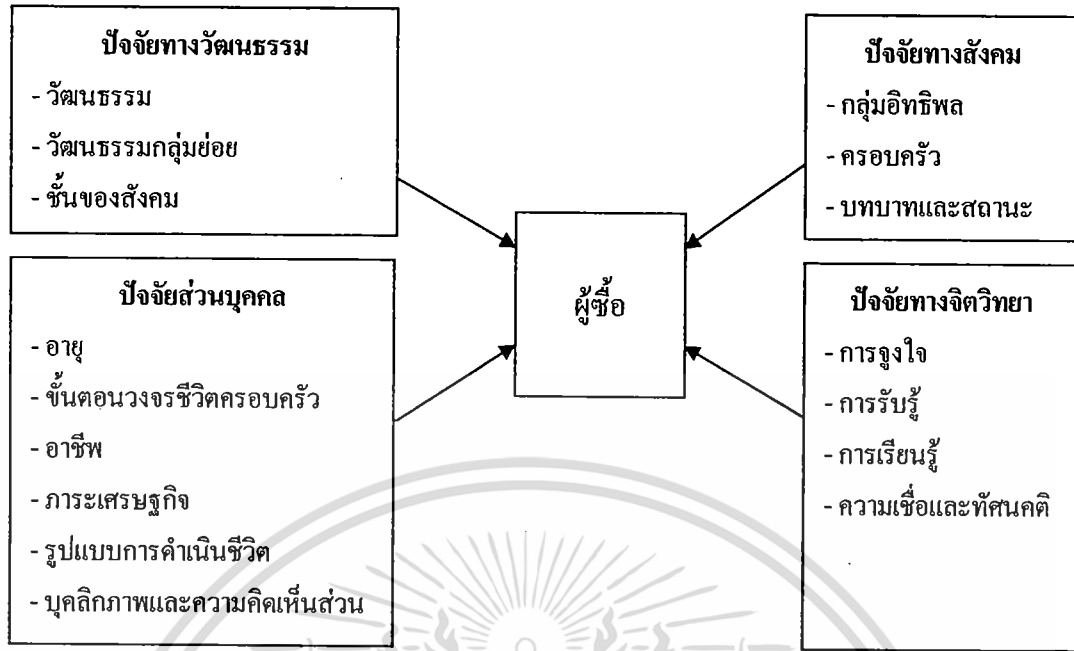 ปัจจัยทางวัฒนธรรม
- วัฒนธรรม
- วัฒนธรรมกลุ่มย่อย
- ชั้นของสังคม
ปัจจัยทางสังคม
- กลุ่มอิทธิพล
- ครอบครัว
- บทบาทและสถานะ
ผู้ซื้อ
ปัจจัยส่วนบุคคล
- อายุ
- ขั้นตอนวงจรชีวิตครอบครัว
- อาชีพ
- ภาระเศรษฐกิจ
- รูปแบบการดำเนินชีวิต
- บุคลิกภาพและความคิดเห็นส่วน
ปัจจัยทางจิตวิทยา
- การจูงใจ
- การรับรู้
- การเรียนรู้
- ความเชื่อและทัศนคติ